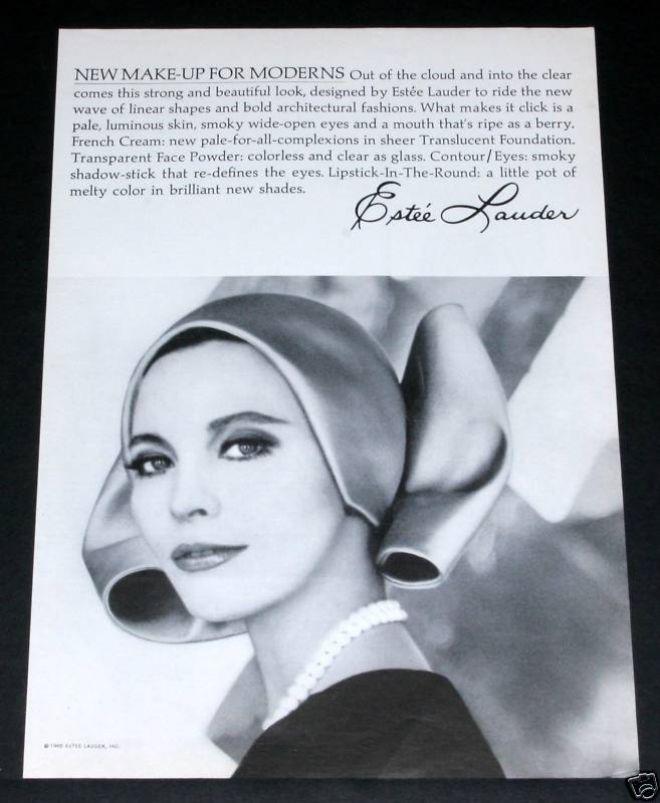 NEW MAKE-UP FOR MODERNS Out of the cloud and into the clear
comes this strong and beautiful look, designed by Estée Lauder to ride the new
wave of linear shapes and bold architectural fashions. What makes it click is a
pale, luminous skin, smoky wide-open eyes and a mouth that's ripe as a berry.
French Cream: new pale-for-all-complexions in sheer Translucent Foundation.
Transparent Face Powder: colorless and clear as glass. Contour/Eyes: smoky
shadow-stick that re-defines the eyes. Lipstick-In-The-Round: a little pot of
melty color in brilliant new shades.
Estée Lauder
© ESTEE LAUDER, INC.